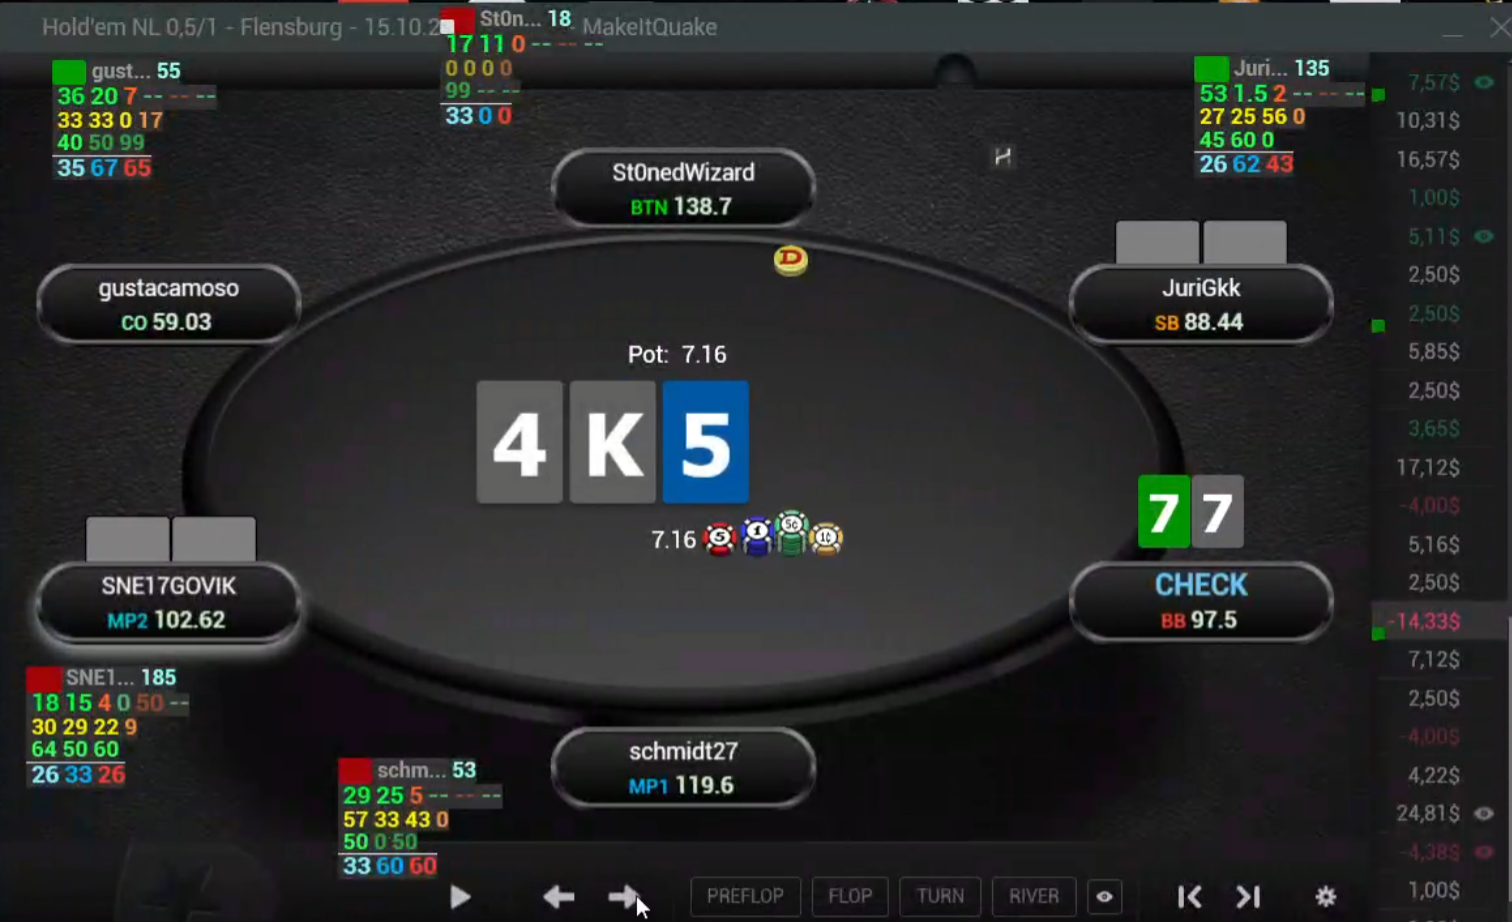 Hold'em NL 0,5/1 - Flensburg - 15.10.2
- MakeItQuake
St0n... 18
17 11 0 -- -- --
0 0 0 0
99 -- --
33 0 0
gust... 55
36 20 7 -- -- --
33 33 0 17
40 50 99
35 67 65
Juri... 135
53 1.5 2 -- -- --
27 25 56 0
45 60 0
26 62 43
St0nedWizard
BTN 138.7
D
gustacamoso
CO 59.03
JuriGkk
SB 88.44
Pot: 7.16
4 K 5
7.16
5 1 5¢ 1¢
7 7
SNE17GOVIK
MP2 102.62
CHECK
BB 97.5
SNE1... 185
18 15 4 0 50 --
30 29 22 9
64 50 60
26 33 26
schmidt27
MP1 119.6
schm... 53
29 25 5 -- -- --
57 33 43 0
50 0 50
33 60 60
PREFLOP FLOP TURN RIVER
7,57$
10,31$
16,57$
1,00$
5,11$
2,50$
2,50$
5,85$
2,50$
3,65$
17,12$
-4,00$
5,16$
2,50$
-14,33$
7,12$
2,50$
-4,00$
4,22$
24,81$
-4,38$
1,00$